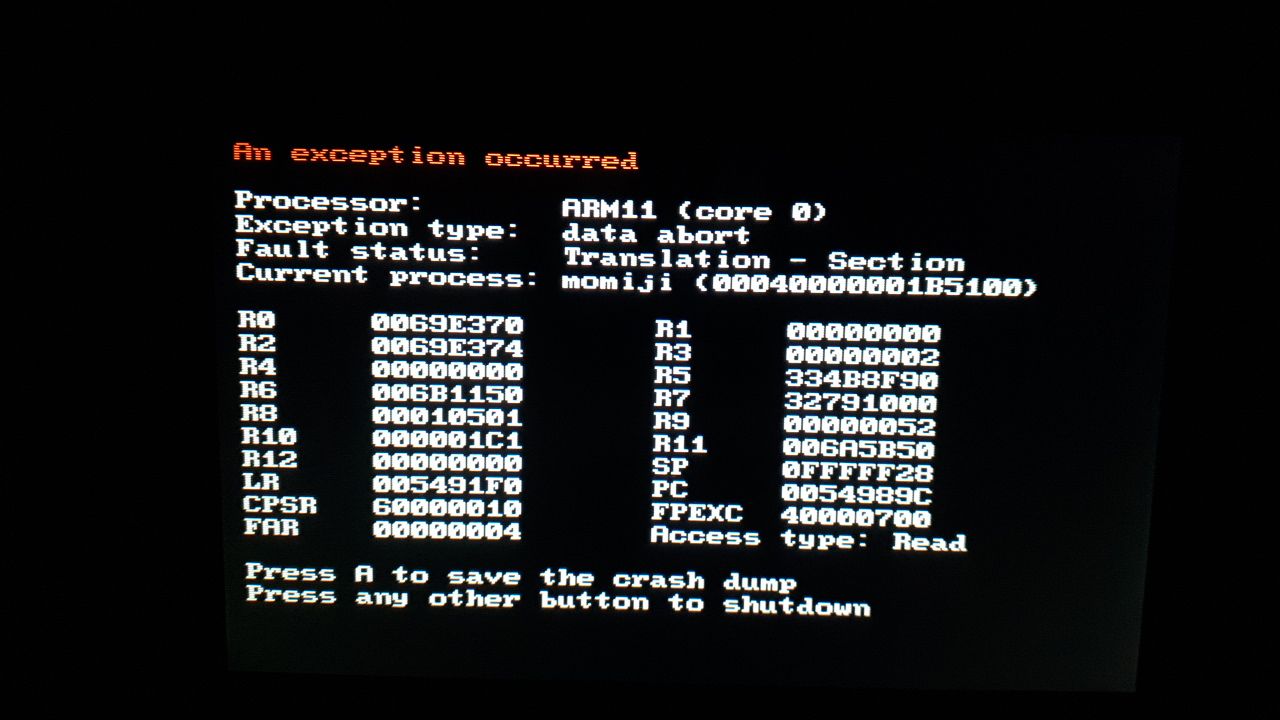 An exception occurred
Processor: ARM11 (core 0)
Exception type: data abort
Fault status: Translation - Section
Current process: momiji (00040000001B5100)
R0 0069E370 R1 00000000
R2 0069E374 R3 00000002
R4 00000000 R5 334B8F90
R6 006B1150 R7 32791000
R8 00010501 R9 00000052
R10 000001C1 R11 006A5B50
R12 00000000 SP 0FFFFF28
LR 005491F0 PC 0054989C
CPSR 60000010 FPEXC 40000700
FAR 00000004 Access type: Read
Press A to save the crash dump
Press any other button to shutdown